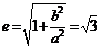 e = √(1 + b²/a²) = √3